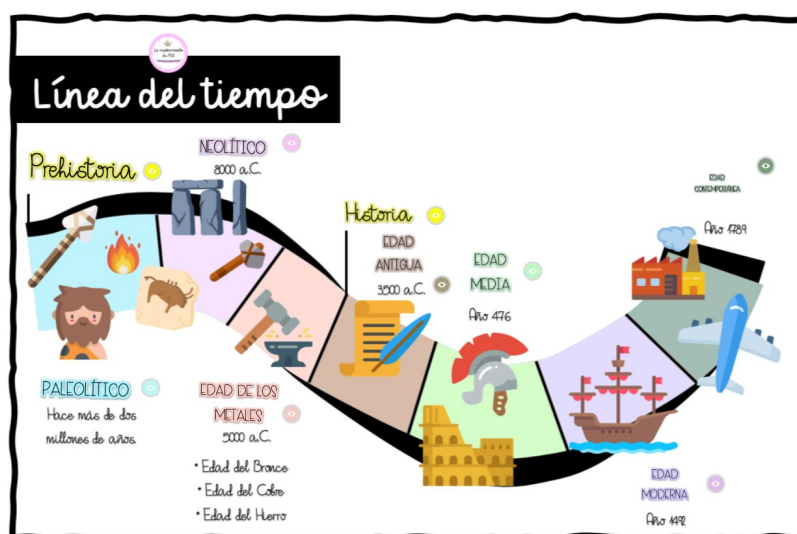 Línea del tiempo
Prehistoria
NEOLÍTICO
8000 a.C.
PALEOLÍTICO
Hace más de dos
millones de años.
EDAD DE LOS
METALES
5000 a.C.
• Edad del Bronce
• Edad del Cobre
• Edad del Hierro
Historia
EDAD
ANTIGUA
3500 a.C.
EDAD
MEDIA
Año 476
EDAD
MODERNA
Año 1492
EDAD
CONTEMPORÁNEA
Año 1789